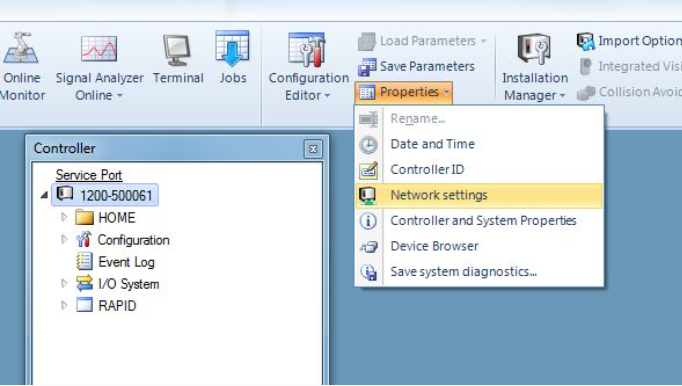 Online
Monitor
Signal Analyzer
Online
Terminal
Jobs
Configuration
Editor
Load Parameters
Save Parameters
Properties
Installation
Manager
Import Option
Integrated Visi
Collision Avoid
Rename...
Date and Time
Controller ID
Network settings
Controller and System Properties
Device Browser
Save system diagnostics...
Controller
Service Port
1200-500061
HOME
Configuration
Event Log
I/O System
RAPID